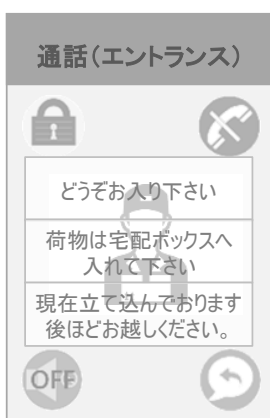 通話（エントランス）
どうぞお入り下さい
荷物は宅配ボックスへ
入れて下さい
現在立て込んでおります
後ほどお越しください。
OFF